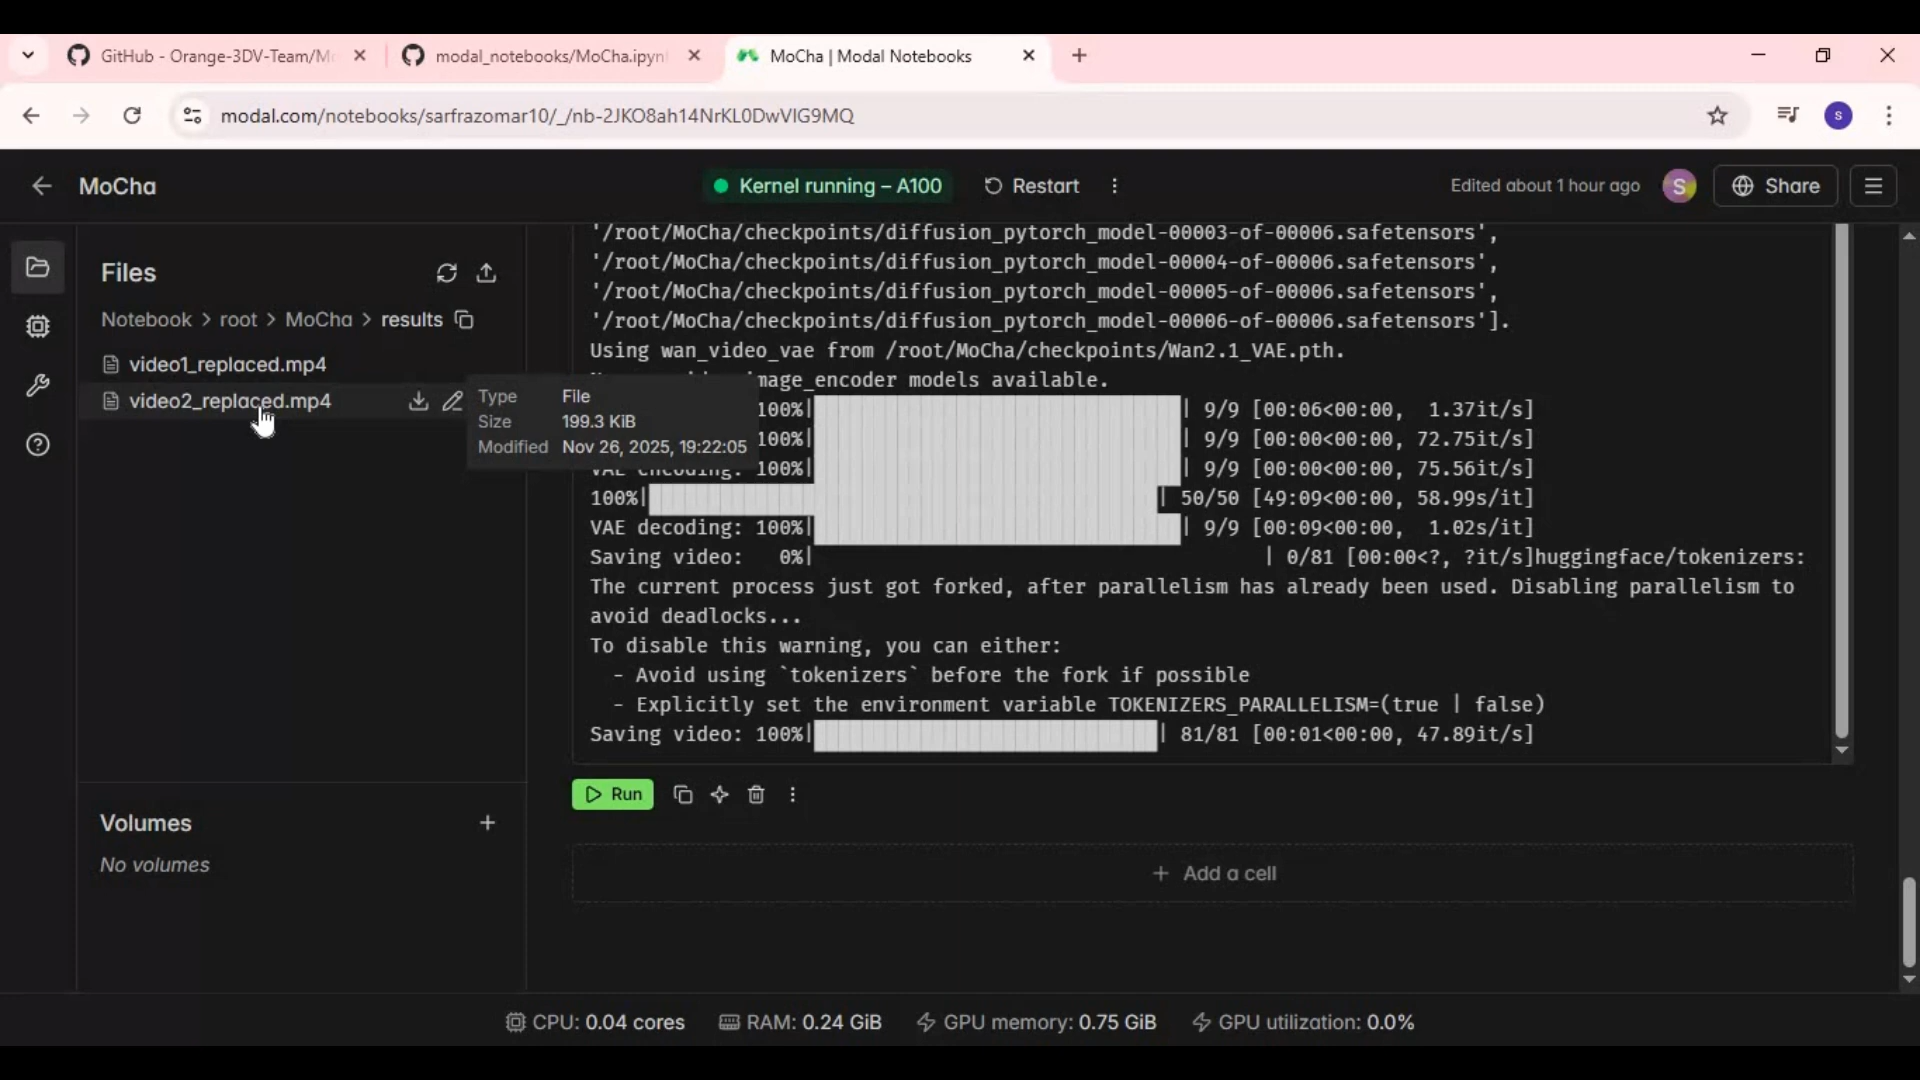 GitHub - Orange-3DV-Team/Mo
modal_notebooks/MoCha.ipyn
MoCha | Modal Notebooks
modal.com/notebooks/sarfrazomar10/_/nb-2JKO8ah14NrKL0DwVIG9MQ
S
MoCha
Kernel running – A100
Restart
Edited about 1 hour ago
S
Share
Files
Notebook > root > MoCha > results
video1_replaced.mp4
video2_replaced.mp4
Type File
Size 199.3 KiB
Modified Nov 26, 2025, 19:22:05
Volumes
No volumes
'/root/MoCha/checkpoints/diffusion_pytorch_model-00003-of-00006.safetensors',
'/root/MoCha/checkpoints/diffusion_pytorch_model-00004-of-00006.safetensors',
'/root/MoCha/checkpoints/diffusion_pytorch_model-00005-of-00006.safetensors',
'/root/MoCha/checkpoints/diffusion_pytorch_model-00006-of-00006.safetensors'].
Using wan_video_vae from /root/MoCha/checkpoints/Wan2.1_VAE.pth.
image_encoder models available.
100%| | 9/9 [00:06<00:00, 1.37it/s]
100%| | 9/9 [00:00<00:00, 72.75it/s]
VAE encoding: 100%| | 9/9 [00:00<00:00, 75.56it/s]
100%| | 50/50 [49:09<00:00, 58.99s/it]
VAE decoding: 100%| | 9/9 [00:09<00:00, 1.02s/it]
Saving video: 0%| | 0/81 [00:00<?, ?it/s]huggingface/tokenizers:
The current process just got forked, after parallelism has already been used. Disabling parallelism to
avoid deadlocks...
To disable this warning, you can either:
- Avoid using `tokenizers` before the fork if possible
- Explicitly set the environment variable TOKENIZERS_PARALLELISM=(true | false)
Saving video: 100%| | 81/81 [00:01<00:00, 47.89it/s]
Run
+ Add a cell
CPU: 0.04 cores
RAM: 0.24 GiB
GPU memory: 0.75 GiB
GPU utilization: 0.0%